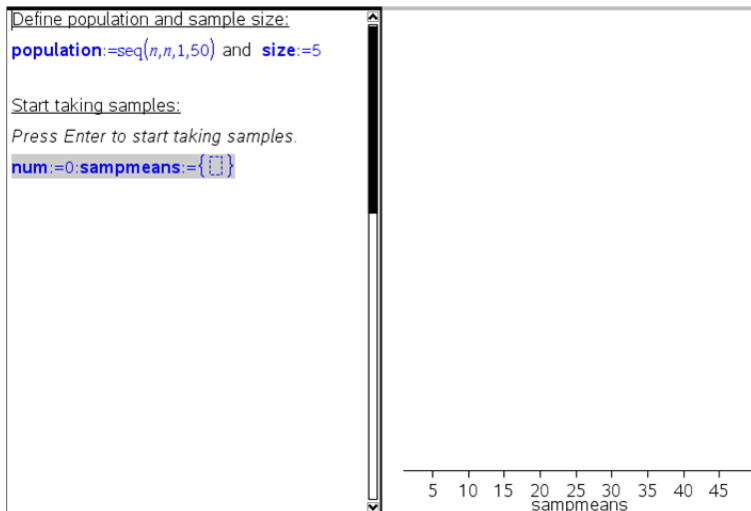 Define population and sample size:
population:=seq(n,n,1,50) and size:=5
Start taking samples:
Press Enter to start taking samples.
num:=0:sampmeans:={▯}
5 10 15 20 25 30 35 40 45
sampmeans